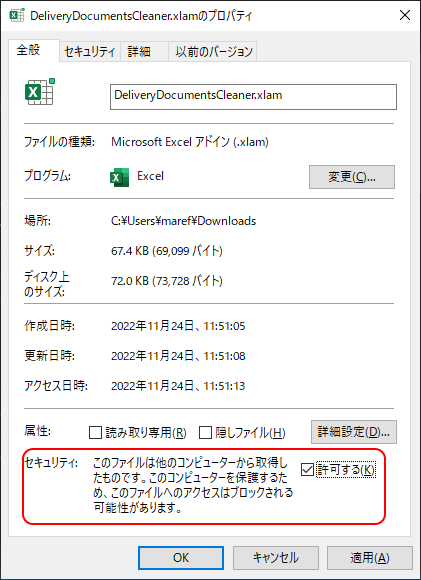 DeliveryDocumentsCleaner.xlamのプロパティ
全般 セキュリティ 詳細 以前のバージョン
DeliveryDocumentsCleaner.xlam
ファイルの種類: Microsoft Excel アドイン (.xlam)
プログラム: Excel 変更(C)...
場所: C:¥Users¥maref¥Downloads
サイズ: 67.4 KB (69,099 バイト)
ディスク上
のサイズ: 72.0 KB (73,728 バイト)
作成日時: 2022年11月24日、11:51:05
更新日時: 2022年11月24日、11:51:08
アクセス日時: 2022年11月24日、11:51:13
属性: 読み取り専用(R) 隠しファイル(H) 詳細設定(D)...
セキュリティ: このファイルは他のコンピューターから取得し
たものです。このコンピューターを保護するた
め、このファイルへのアクセスはブロックされる
可能性があります。
許可する(K)
OK キャンセル 適用(A)